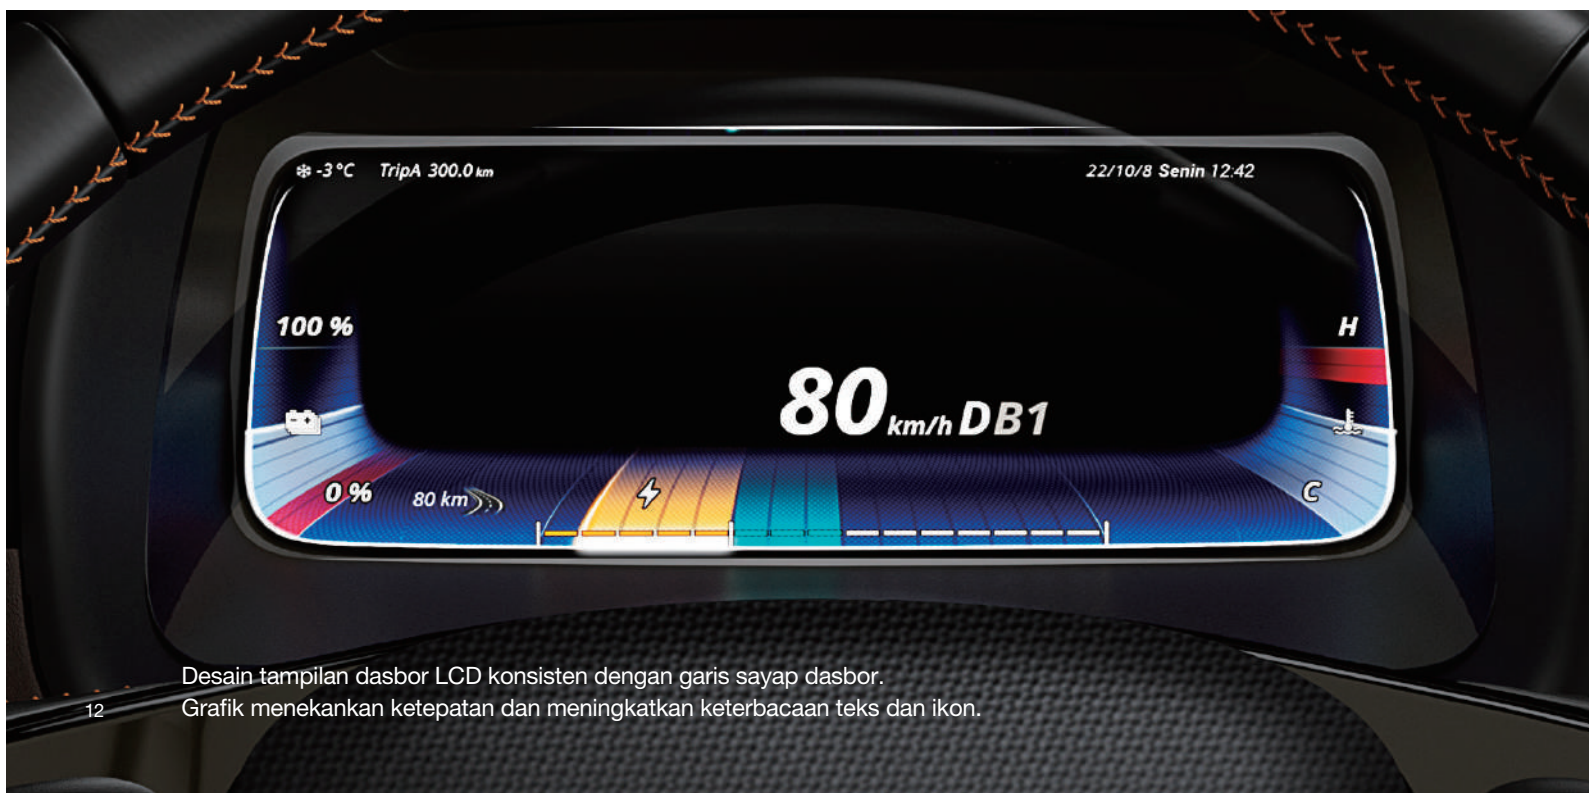 -3°C TripA 300.0 km 22/10/8 Senin 12:42
100 % H
80 km/h D B1
0 % 80 km C
Desain tampilan dasbor LCD konsisten dengan garis sayap dasbor.
12 Grafik menekankan ketepatan dan meningkatkan keterbacaan teks dan ikon.